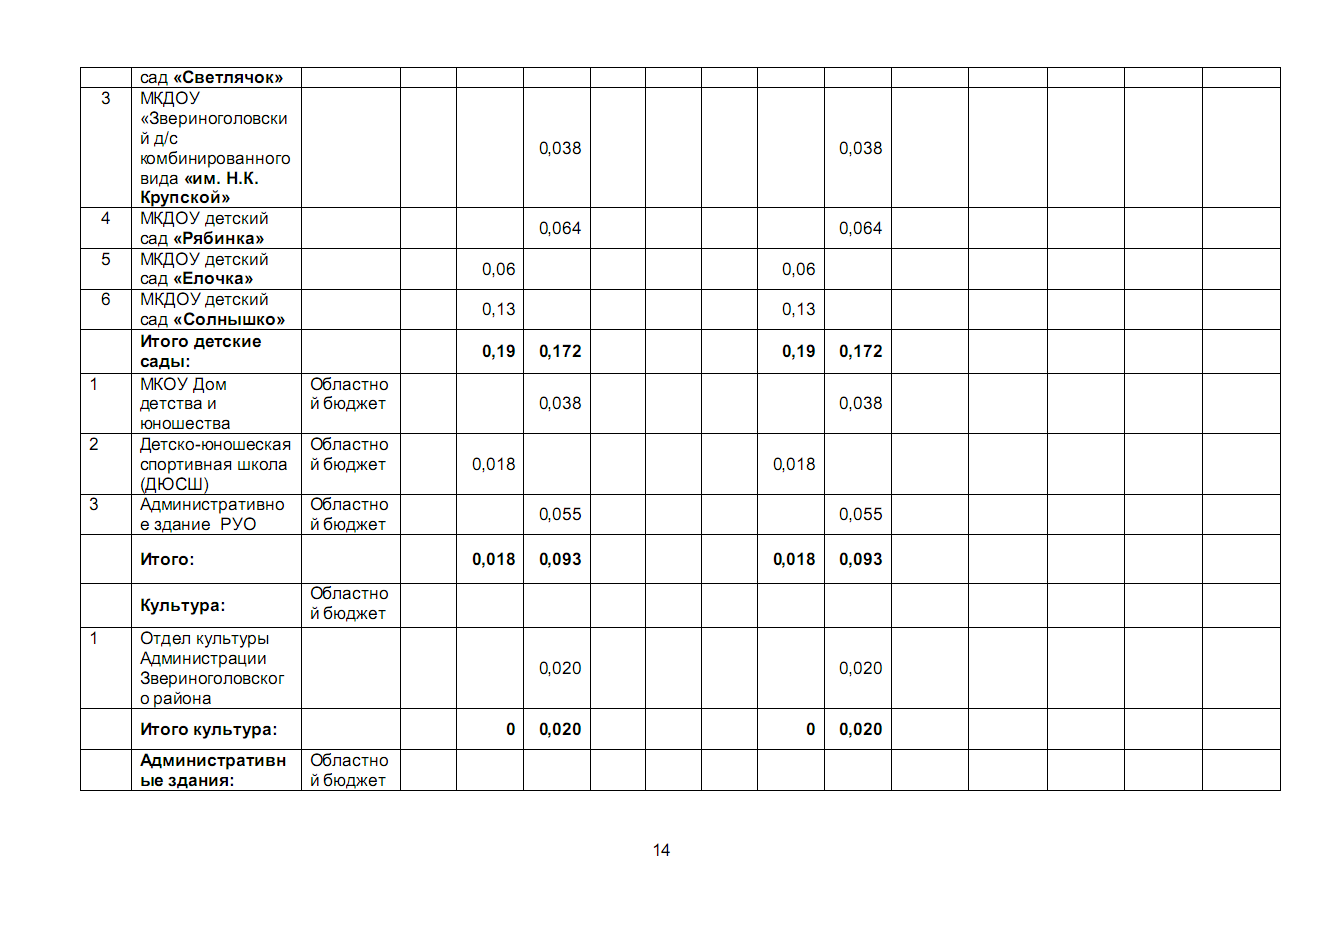 сад «Светлячок»
3 МКДОУ
«Звериноголовски
й д/с
комбинированного
вида «им. Н.К.
Крупской»
0,038 0,038
4 МКДОУ детский
сад «Рябинка»
0,064 0,064
5 МКДОУ детский
сад «Елочка»
0,06 0,06
6 МКДОУ детский
сад «Солнышко»
0,13 0,13
Итого детские
сады:
0,19 0,172 0,19 0,172
1 МКОУ Дом
детства и
юношества
Областно
й бюджет
0,038 0,038
2 Детско-юношеская
спортивная школа
(ДЮСШ)
Областно
й бюджет
0,018 0,018
3 Административно
е здание РУО
Областно
й бюджет
0,055 0,055
Итого: 0,018 0,093 0,018 0,093
Культура:
Областно
й бюджет
1 Отдел культуры
Администрации
Звериноголовског
о района
0,020 0,020
Итого культура: 0 0,020 0 0,020
Административн
ые здания:
Областно
й бюджет
14